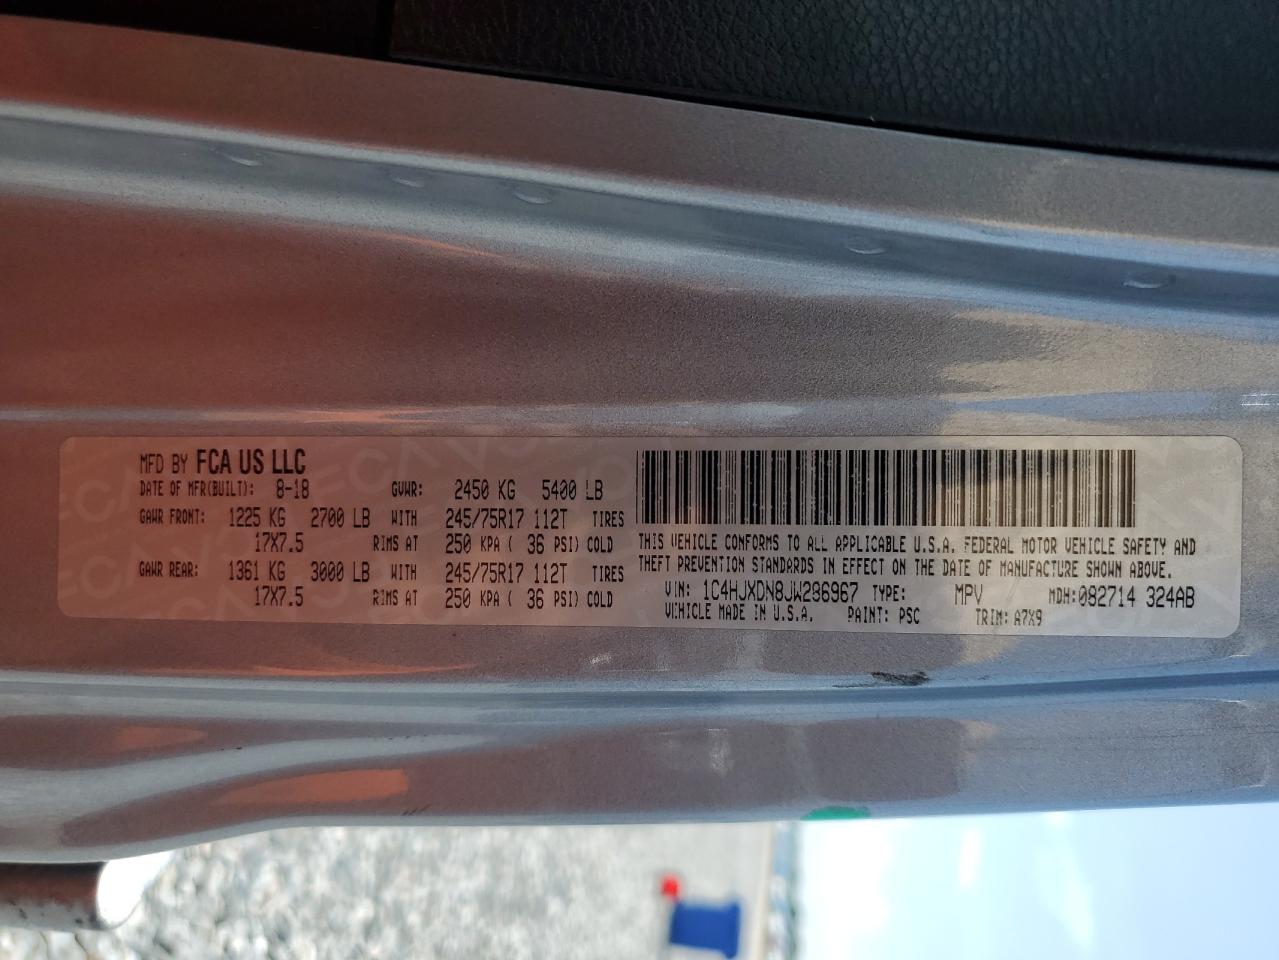 MFD BY FCA US LLC
DATE OF MFR(BUILT): 8-18 GVWR: 2450 KG 5400 LB
GAWR FRONT: 1225 KG 2700 LB WITH 245/75R17 112T TIRES
17X7.5 RIMS AT 250 KPA ( 36 PSI) COLD
GAWR REAR: 1361 KG 3000 LB WITH 245/75R17 112T TIRES
17X7.5 RIMS AT 250 KPA ( 36 PSI) COLD
THIS VEHICLE CONFORMS TO ALL APPLICABLE U.S.A. FEDERAL MOTOR VEHICLE SAFETY AND
THEFT PREVENTION STANDARDS IN EFFECT ON THE DATE OF MANUFACTURE SHOWN ABOVE.
VIN: 1C4HJXDN8JW296967 TYPE: MPV MDH: 082714 324AB
VEHICLE MADE IN U.S.A. PAINT: PSC TRIM: A7X9